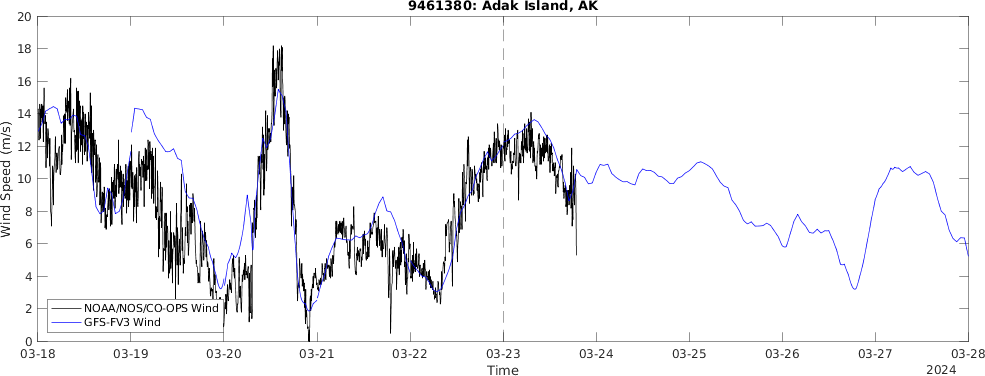 9461380: Adak Island, AK
Wind Speed (m/s)
20
18
16
14
12
10
8
6
4
2
0
NOAA/NOS/CO-OPS Wind
GFS-FV3 Wind
03-18 03-19 03-20 03-21 03-22 03-23 03-24 03-25 03-26 03-27 03-28
Time
2024